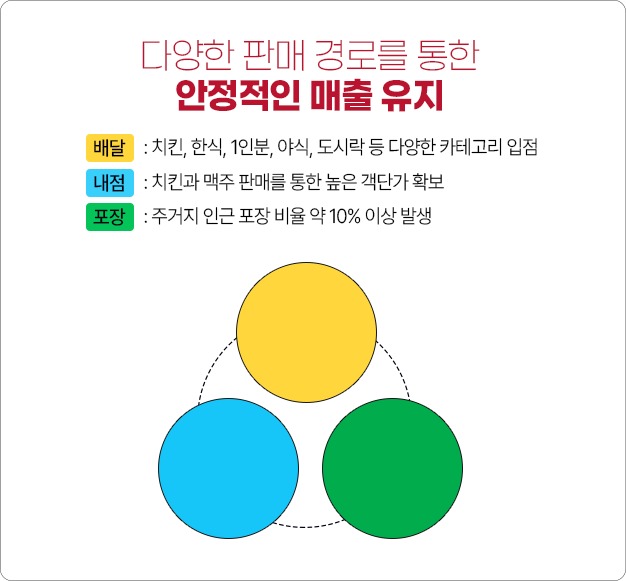 다양한 판매 경로를 통한
안정적인 매출 유지
배달 : 치킨, 한식, 1인분, 야식, 도시락 등 다양한 카테고리 입점
내점 : 치킨과 맥주 판매를 통한 높은 객단가 확보
포장 : 주거지 인근 포장 비율 약 10% 이상 발생